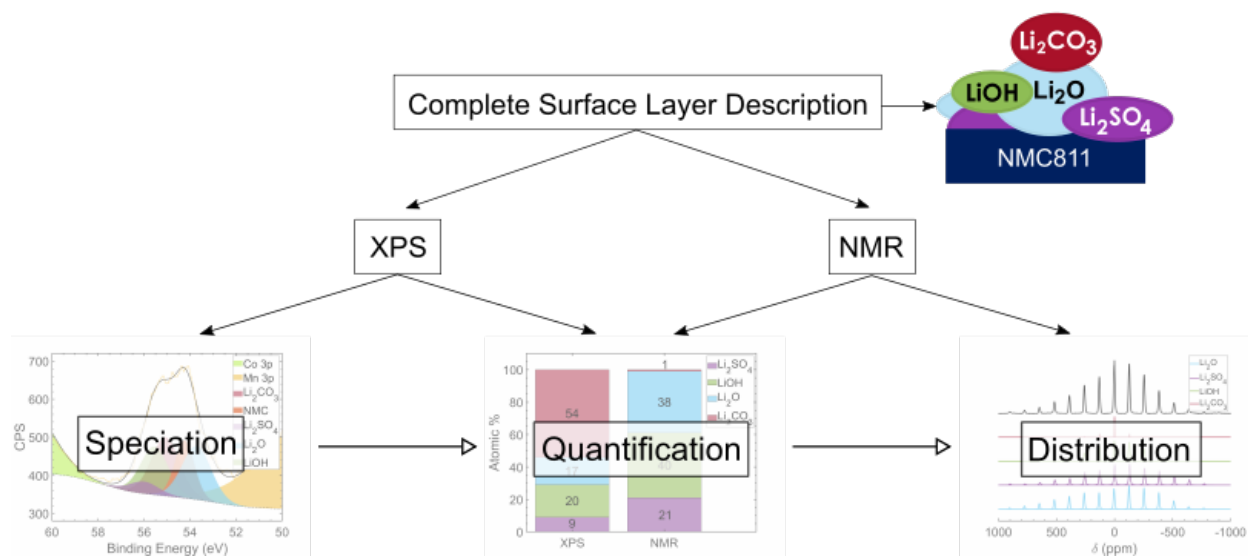 Complete Surface Layer Description
Li2CO3
LiOH
Li2O
Li2SO4
NMC811
XPS
NMR
700
600
500
400
300
CPS
Co 3p
Mn 3p
Li2CO3
NMC
Li2SO4
Li2O
LiOH
Speciation
60 58 56 54 52 50
Binding Energy (eV)
100
80
60
40
20
0
Atomic %
54
17
20
9
1
38
40
21
Li2SO4
LiOH
Li2O
Quantification
XPS NMR
Li2O
Li2SO4
LiOH
Li2CO3
Distribution
1000 500 0 -500 -1000
δ (ppm)